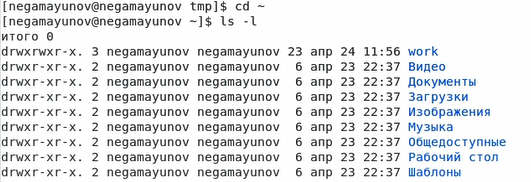 [negamayunov@negamayunov tmp]$ cd ~
[negamayunov@negamayunov ~]$ ls -l
итого 0
drwxrwxr-x. 3 negamayunov negamayunov 23 апр 24 11:56 work
drwxr-xr-x. 2 negamayunov negamayunov  6 апр 23 22:37 Видео
drwxr-xr-x. 2 negamayunov negamayunov  6 апр 23 22:37 Документы
drwxr-xr-x. 2 negamayunov negamayunov  6 апр 23 22:37 Загрузки
drwxr-xr-x. 2 negamayunov negamayunov  6 апр 23 22:37 Изображения
drwxr-xr-x. 2 negamayunov negamayunov  6 апр 23 22:37 Музыка
drwxr-xr-x. 2 negamayunov negamayunov  6 апр 23 22:37 Общедоступные
drwxr-xr-x. 2 negamayunov negamayunov  6 апр 23 22:37 Рабочий стол
drwxr-xr-x. 2 negamayunov negamayunov  6 апр 23 22:37 Шаблоны